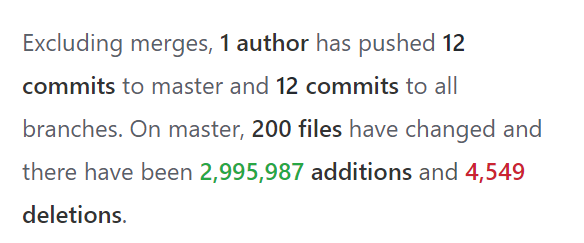 Excluding merges, 1 author has pushed 12
commits to master and 12 commits to all
branches. On master, 200 files have changed and
there have been 2,995,987 additions and 4,549
deletions.